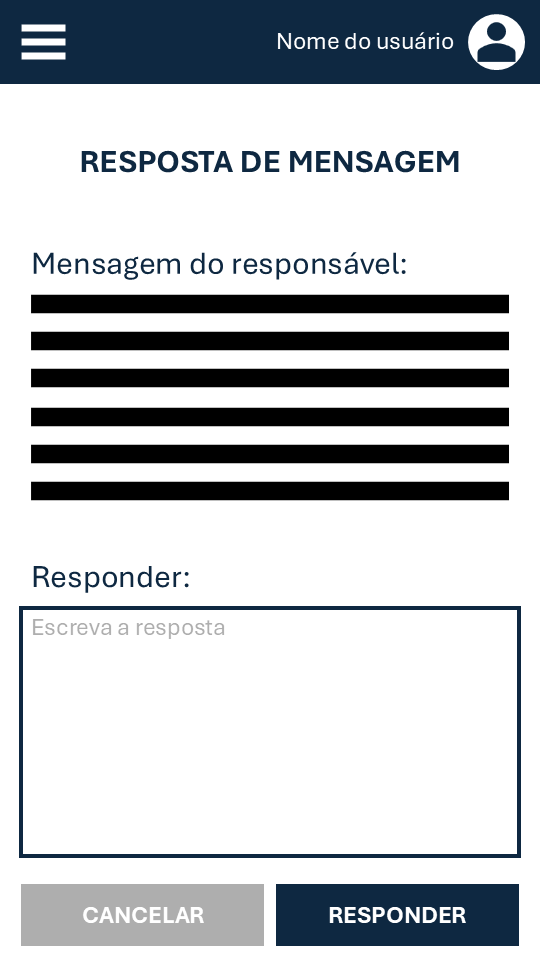 Nome do usuário
RESPOSTA DE MENSAGEM
Mensagem do responsável:
Responder:
Escreva a resposta
CANCELAR
RESPONDER